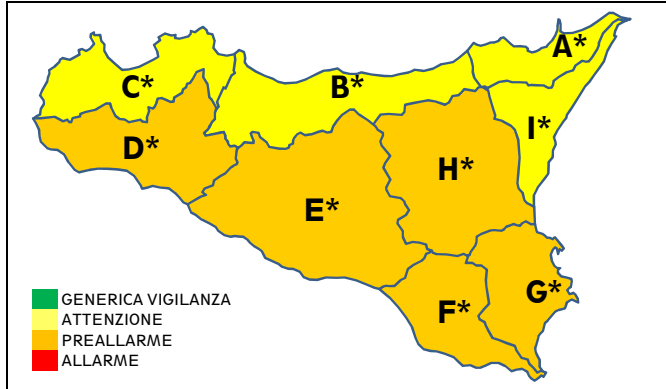 A*
C*
B*
I*
D*
H*
E*
G*
F*
GENERICA VIGILANZA
ATTENZIONE
PREALLARME
ALLARME